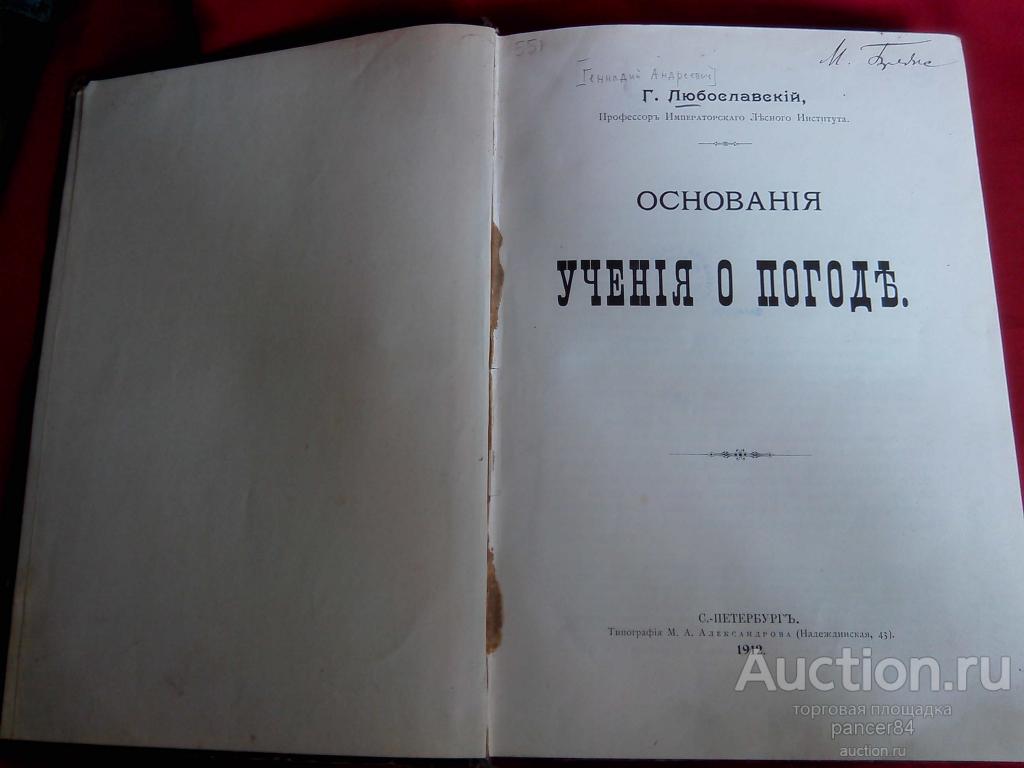 551
М.
[Геннадий Андреевич]
Г. Любославскій,
Профессоръ Императорскаго Лѣсного Института.
ОСНОВАНІЯ
УЧЕНІЯ О ПОГОДѢ.
С.-ПЕТЕРБУРГЪ.
Типографія М. А. Александрова (Надеждинская, 43).
1912.
Auction.ru
торговая площадка
pancer84
auction.ru